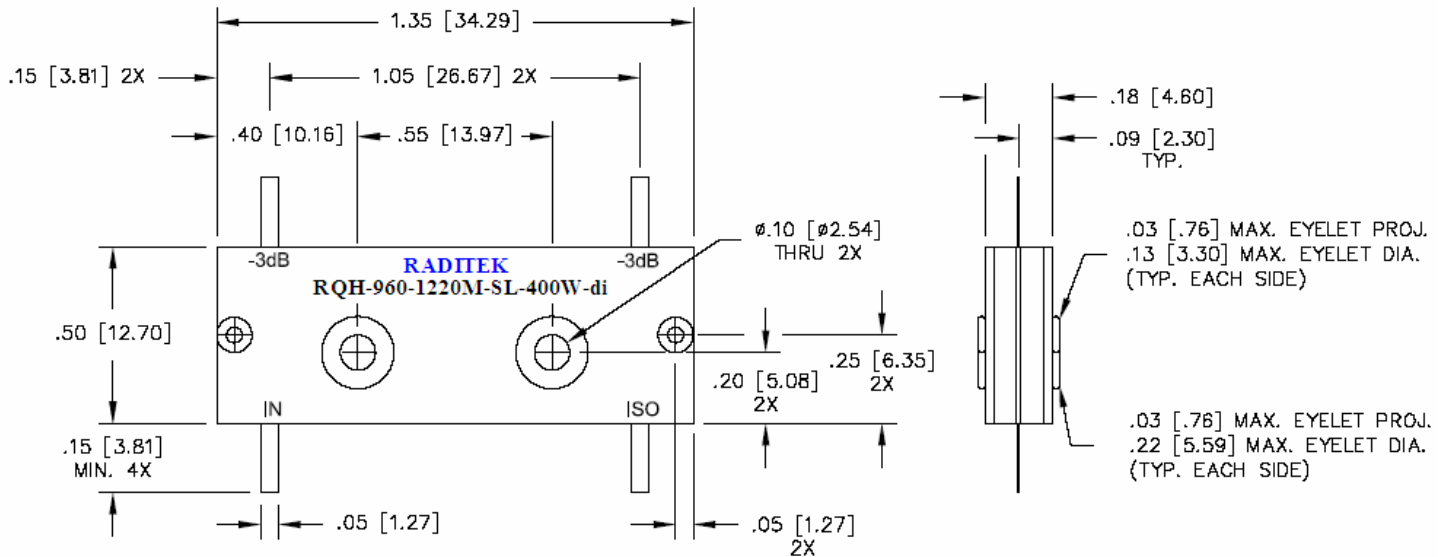 1.35 [34.29]
.15 [3.81] 2X
1.05 [26.67] 2X
.18 [4.60]
.40 [10.16]
.55 [13.97]
.09 [2.30]
TYP.
ø.10 [ø2.54]
THRU 2X
.03 [.76] MAX. EYELET PROJ.
.13 [3.30] MAX. EYELET DIA.
(TYP. EACH SIDE)
-3dB
-3dB
RADITEK
RQH-960-1220M-SL-400W-di
.50 [12.70]
.25 [6.35]
2X
.20 [5.08]
2X
IN
ISO
.15 [3.81]
MIN. 4X
.03 [.76] MAX. EYELET PROJ.
.22 [5.59] MAX. EYELET DIA.
(TYP. EACH SIDE)
.05 [1.27]
.05 [1.27]
2X